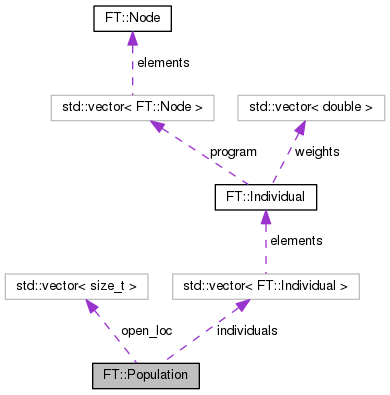 FT::Node
elements
std::vector< FT::Node >
std::vector< double >
program
weights
FT::Individual
elements
std::vector< size_t >
std::vector< FT::Individual >
open_loc
individuals
FT::Population